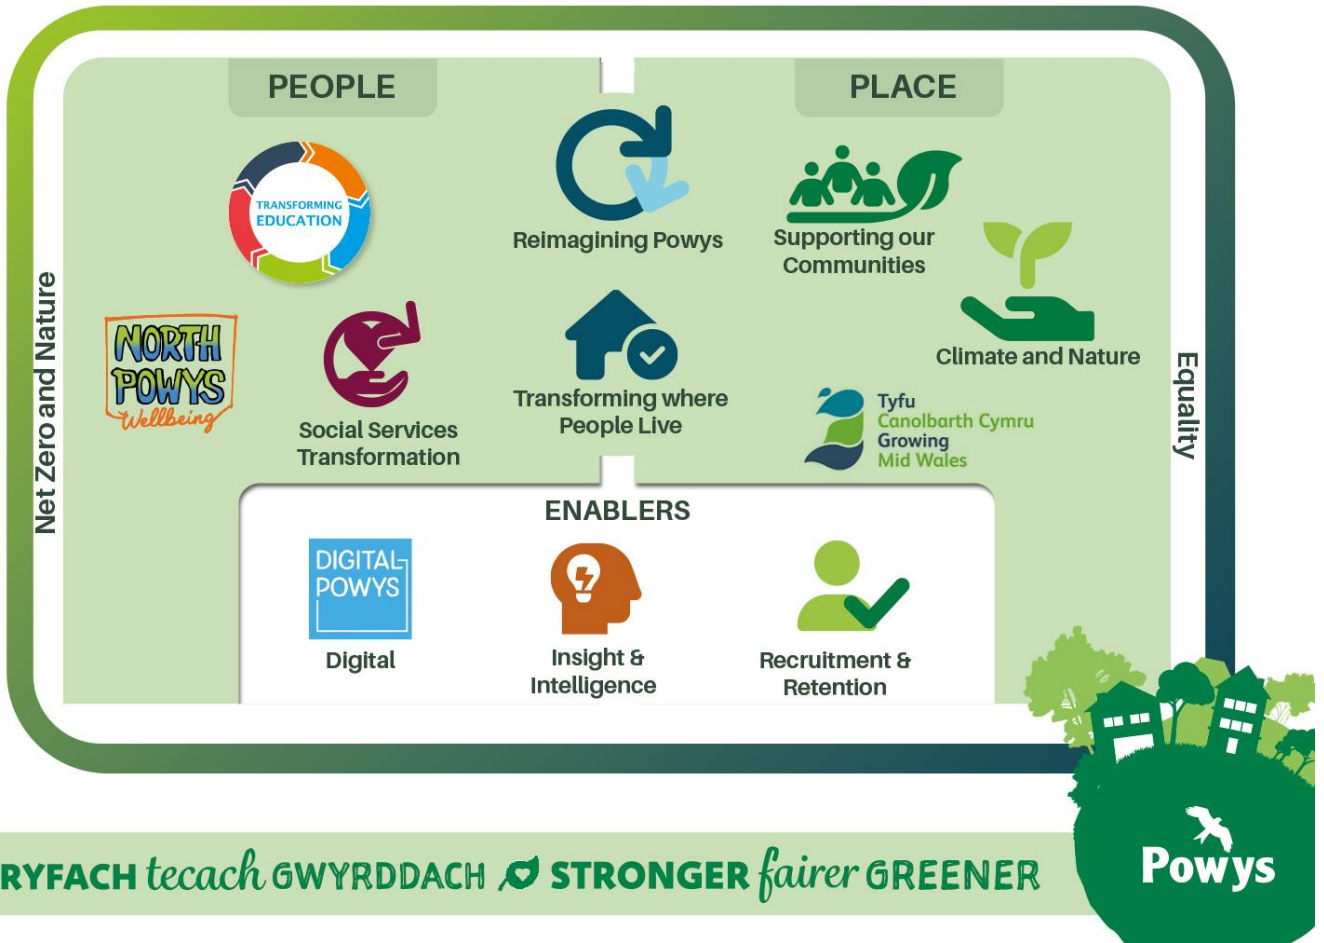 PEOPLE
PLACE
TRANSFORMING
EDUCATION
Reimagining Powys
Supporting our
Communities
Net Zero and Nature
NORTH
POWYS
Wellbeing
Social Services
Transformation
Transforming where
People Live
Climate and Nature
Tyfu
Canolbarth Cymru
Growing
Mid Wales
Equality
ENABLERS
DIGITAL
POWYS
Digital
Insight &
Intelligence
Recruitment &
Retention
RYFACH tecach GWYRDDACH STRONGER fairer GREENER
Powys